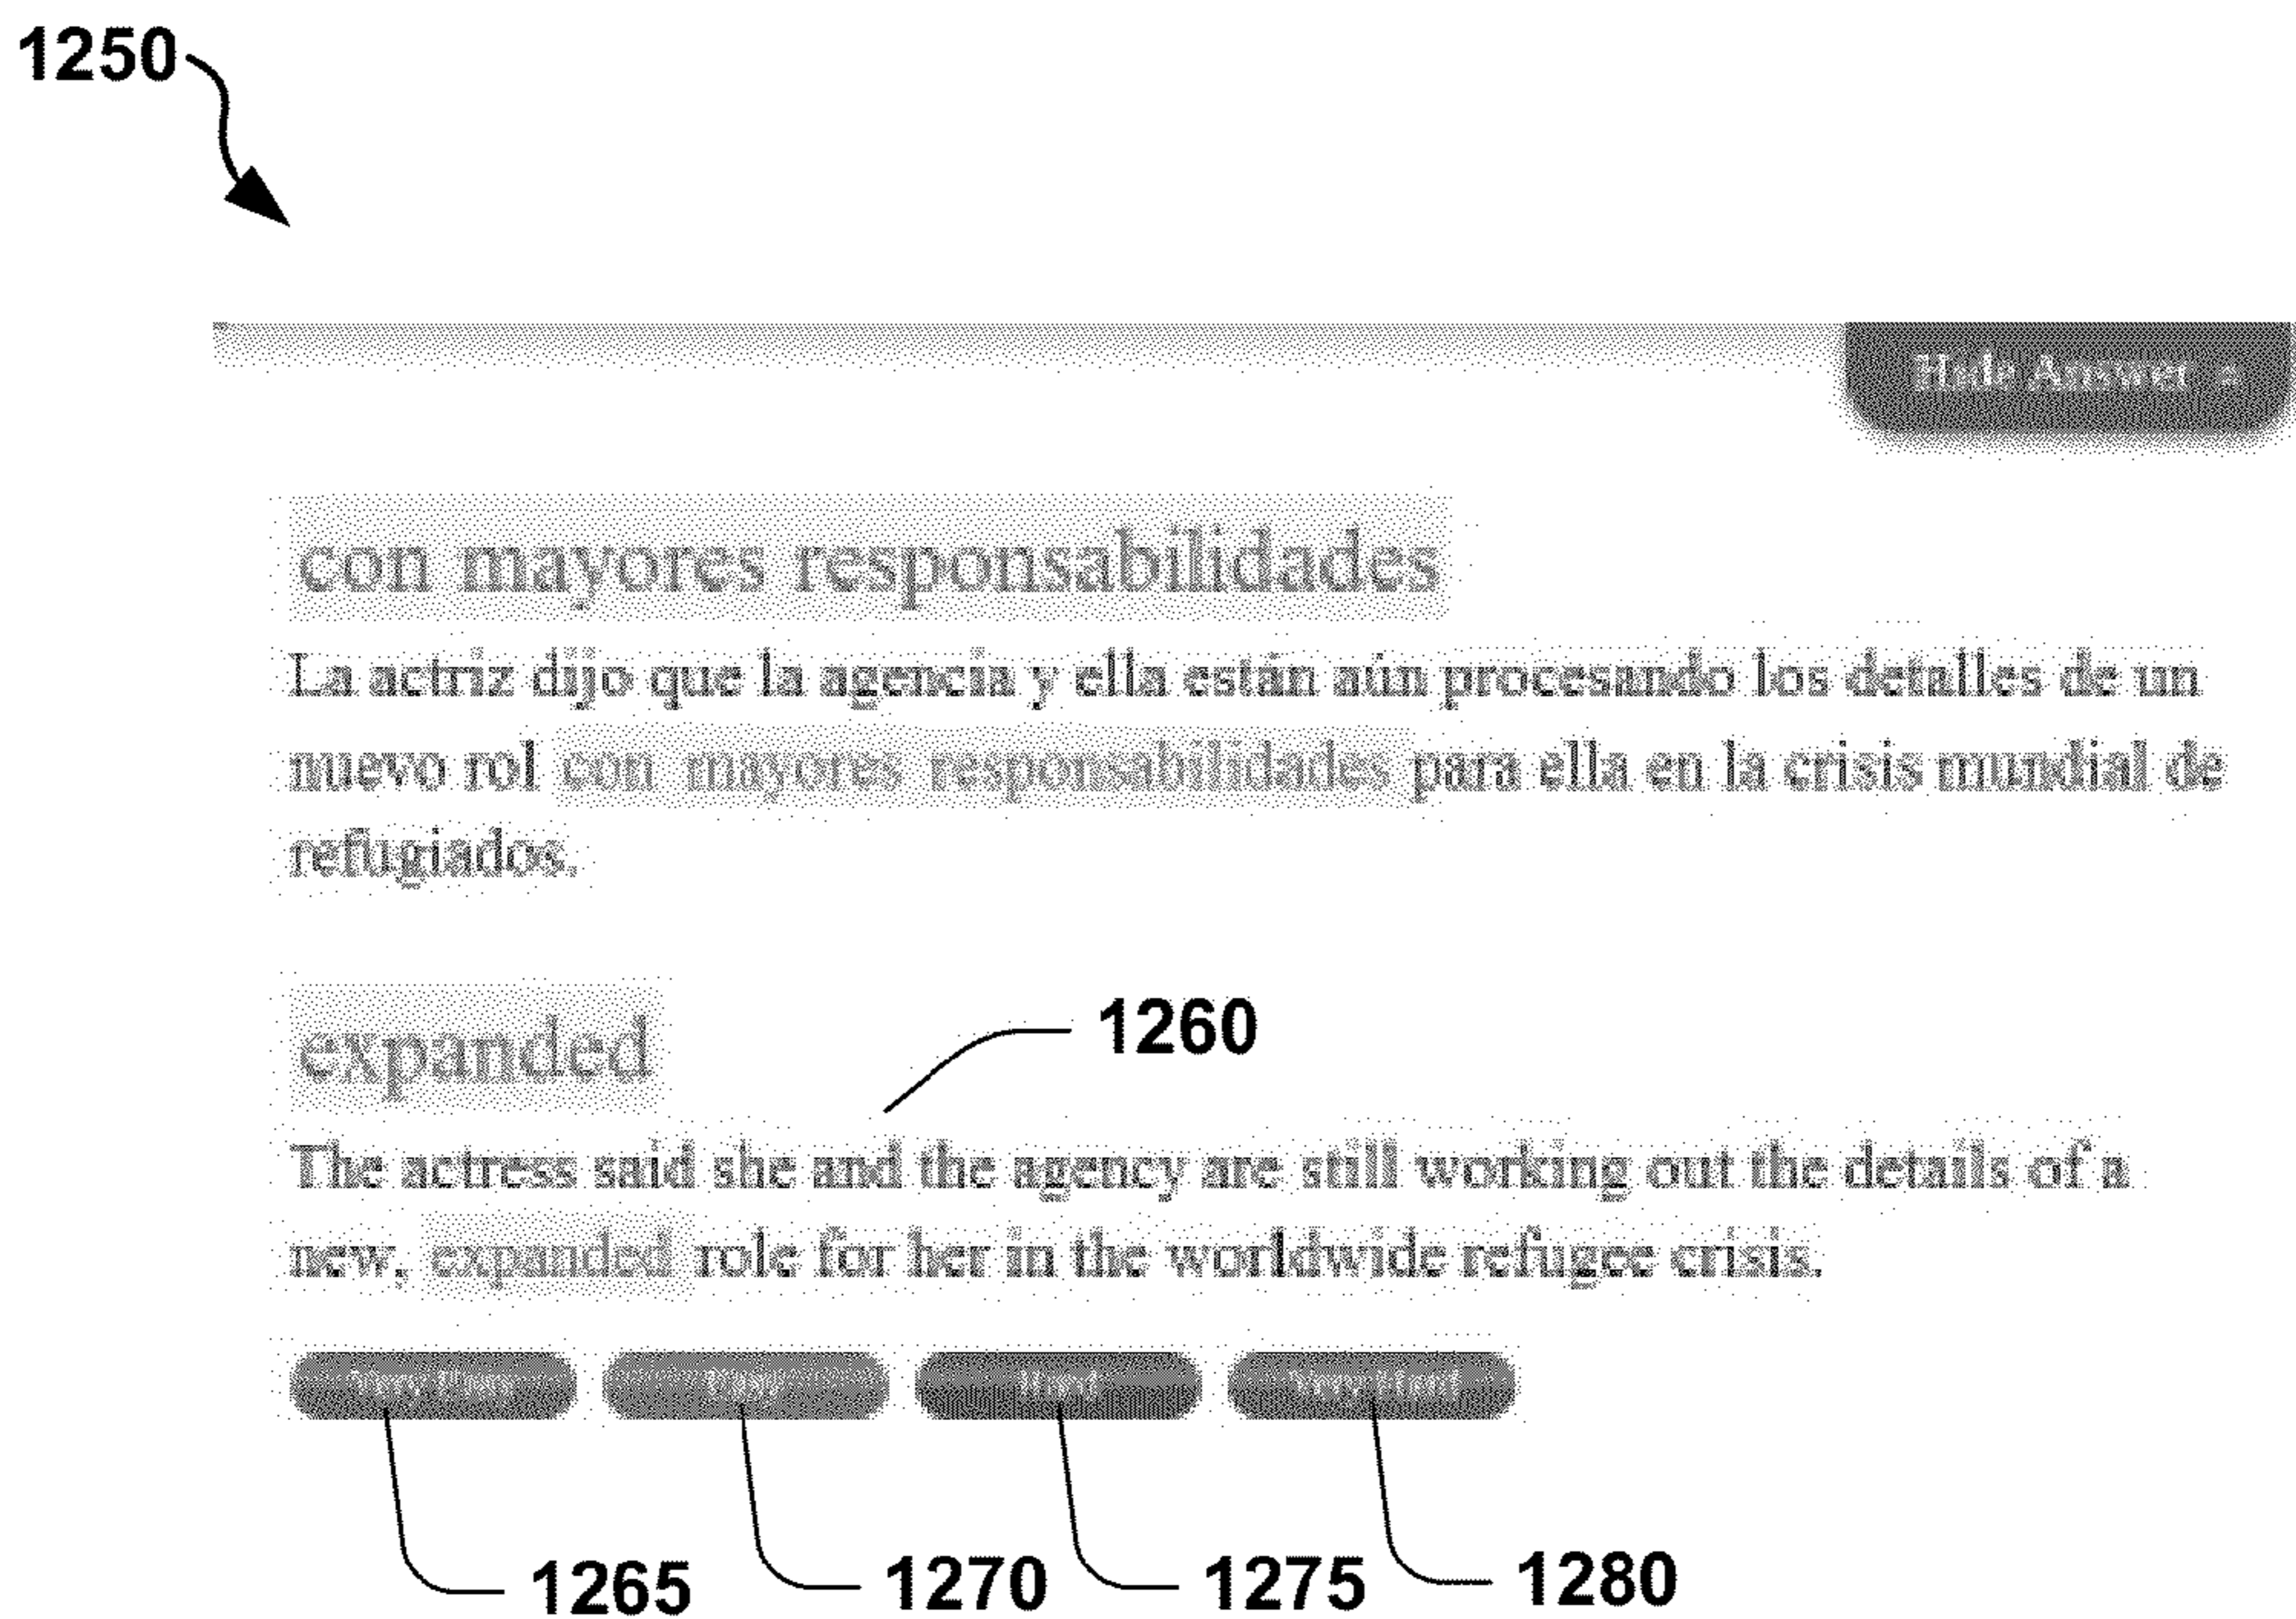 1250
Hide Answer
con mayores responsabilidades
La actriz dijo que la agencia y ella están aún procesando los detalles de un
nuevo rol con mayores responsabilidades para ella en la crisis mundial de
refugiados.
expanded
1260
The actress said she and the agency are still working out the details of a
new, expanded role for her in the worldwide refugee crisis.
Very Easy Easy Hard Very Hard
1265 1270 1275 1280